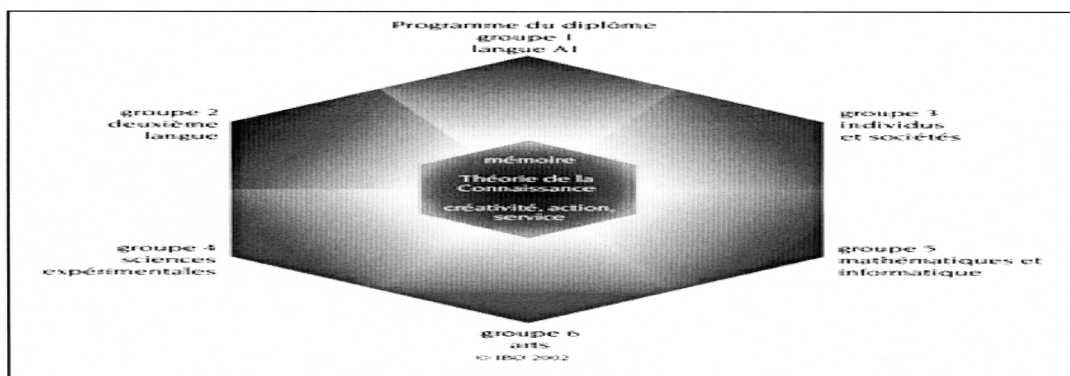 Programme du diplôme
groupe 1
langue A1
groupe 2
deuxième
langue
groupe 3
individus
et sociétés
mémoire
Théorie de la
Connaissance
créativité, action,
service
groupe 4
sciences
expérimentales
groupe 5
mathématiques et
informatique
groupe 6
arts
© IBO 2002